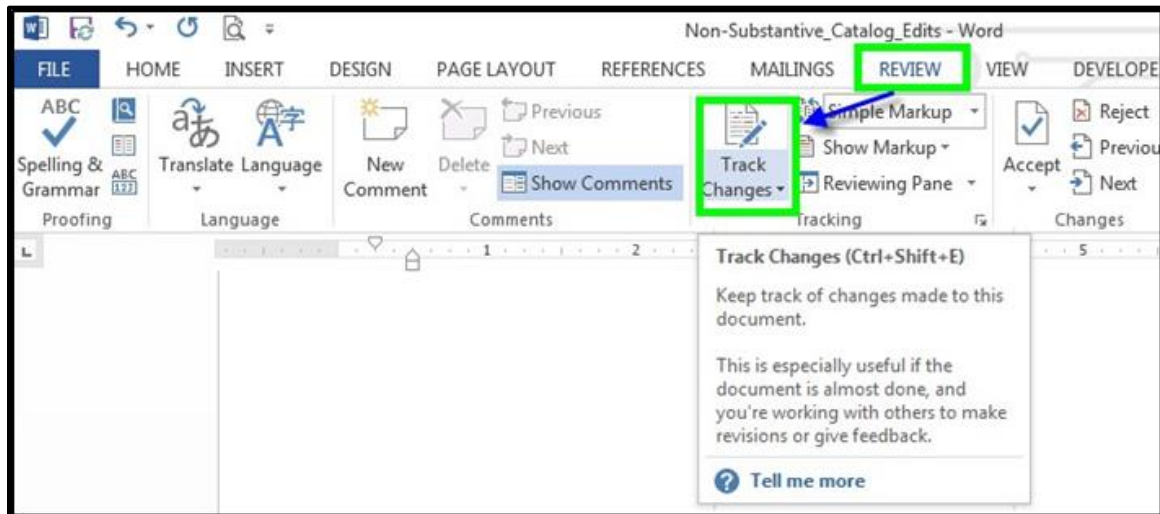 Non-Substantive_Catalog_Edits - Word
FILE HOME INSERT DESIGN PAGE LAYOUT REFERENCES MAILINGS REVIEW VIEW DEVELOPE
ABC
Spelling &
Grammar
ABC
123
Proofing
Translate
Language
Language
New
Comment
Delete
Previous
Next
Show Comments
Comments
Track
Changes
Simple Markup
Show Markup
Reviewing Pane
Tracking
Accept
Reject
Previou
Next
Changes
1 2 5
Track Changes (Ctrl+Shift+E)
Keep track of changes made to this
document.
This is especially useful if the
document is almost done, and
you're working with others to make
revisions or give feedback.
Tell me more